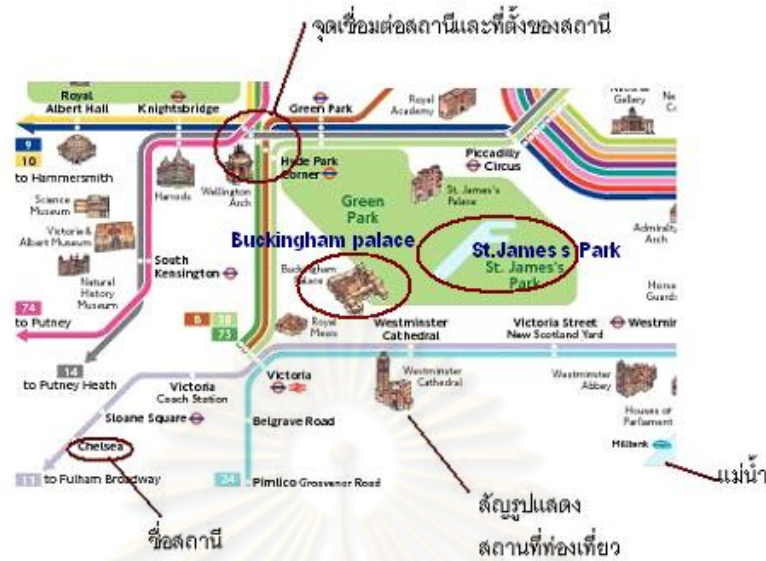 จุดเชื่อมต่อสถานีและที่ตั้งของสถานี
Royal
Albert Hall
Knightsbridge
Green Park
Royal
Academy
Gallery
9
10
to Hammersmith
Hyde Park
Corner
Piccadilly
Circus
Science
Museum
Harrods
Wellington
Arch
St. James's
Palace
Green
Park
Victoria &
Albert Museum
Admiralty
Arch
Buckingham palace
St.James s Park
South
Kensington
Buckingham
Palace
St. James's
Park
Natural
History
Museum
Horse
Guards
74
to Putney
8
38
73
Royal
Mews
Westminster
Cathedral
Victoria Street
New Scotland Yard
Westmin
14
to Putney Heath
Victoria
Coach Station
Victoria
Westminster
Cathedral
Westminster
Abbey
Sloane Square
Belgrave Road
Houses of
Parliament
Chelsea
Millbank
11
to Fulham Broadway
24
Pimlico Grosvenor Road
แม่น้ำ
ชื่อสถานี
สัญรูปแสดง
สถานที่ท่องเที่ยว